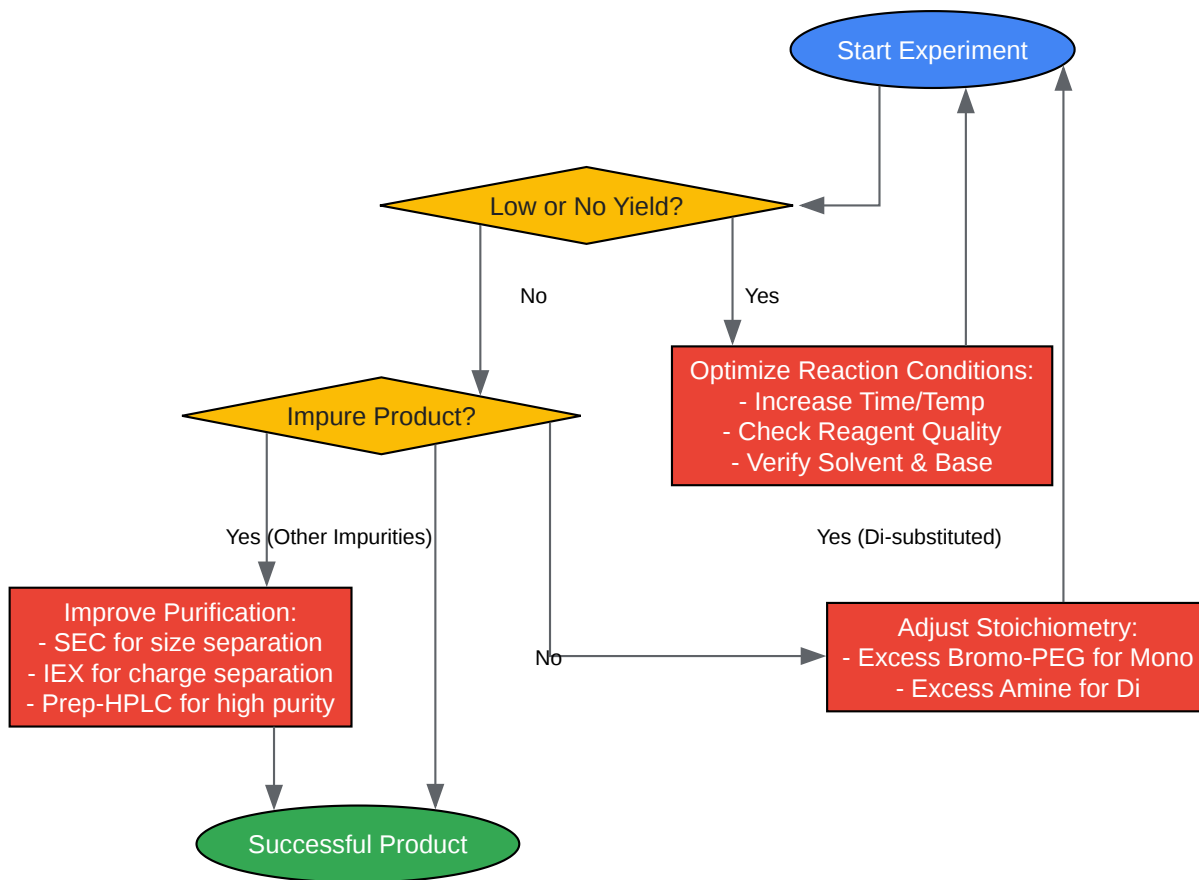 Start Experiment
Low or No Yield?
No
Yes
Optimize Reaction Conditions:
- Increase Time/Temp
- Check Reagent Quality
- Verify Solvent & Base
Impure Product?
Yes (Other Impurities)
Yes (Di-substituted)
Improve Purification:
- SEC for size separation
- IEX for charge separation
- Prep-HPLC for high purity
No
Adjust Stoichiometry:
- Excess Bromo-PEG for Mono
- Excess Amine for Di
Successful Product